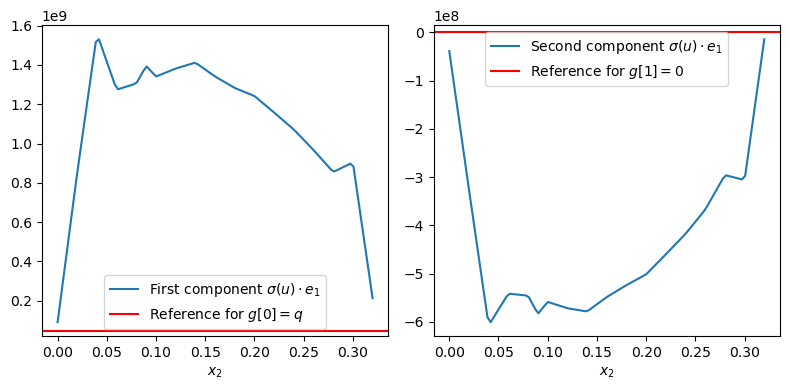 1e9
1.6
1.4
1.2
1.0
0.8
0.6
0.4
0.2
First component σ(u) · e₁
Reference for g[0] = q
0.00 0.05 0.10 0.15 0.20 0.25 0.30
x₂
1e8
0
−1
−2
−3
−4
−5
−6
Second component σ(u) · e₁
Reference for g[1] = 0
0.00 0.05 0.10 0.15 0.20 0.25 0.30
x₂